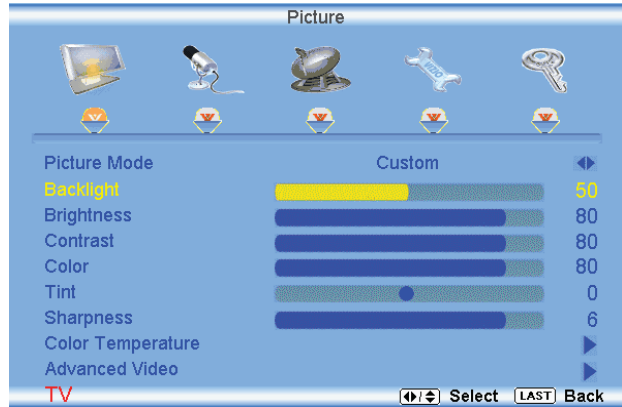 Picture
VIZIO
Picture Mode Custom
Backlight 50
Brightness 80
Contrast 80
Color 80
Tint 0
Sharpness 6
Color Temperature
Advanced Video
TV / Select LAST Back